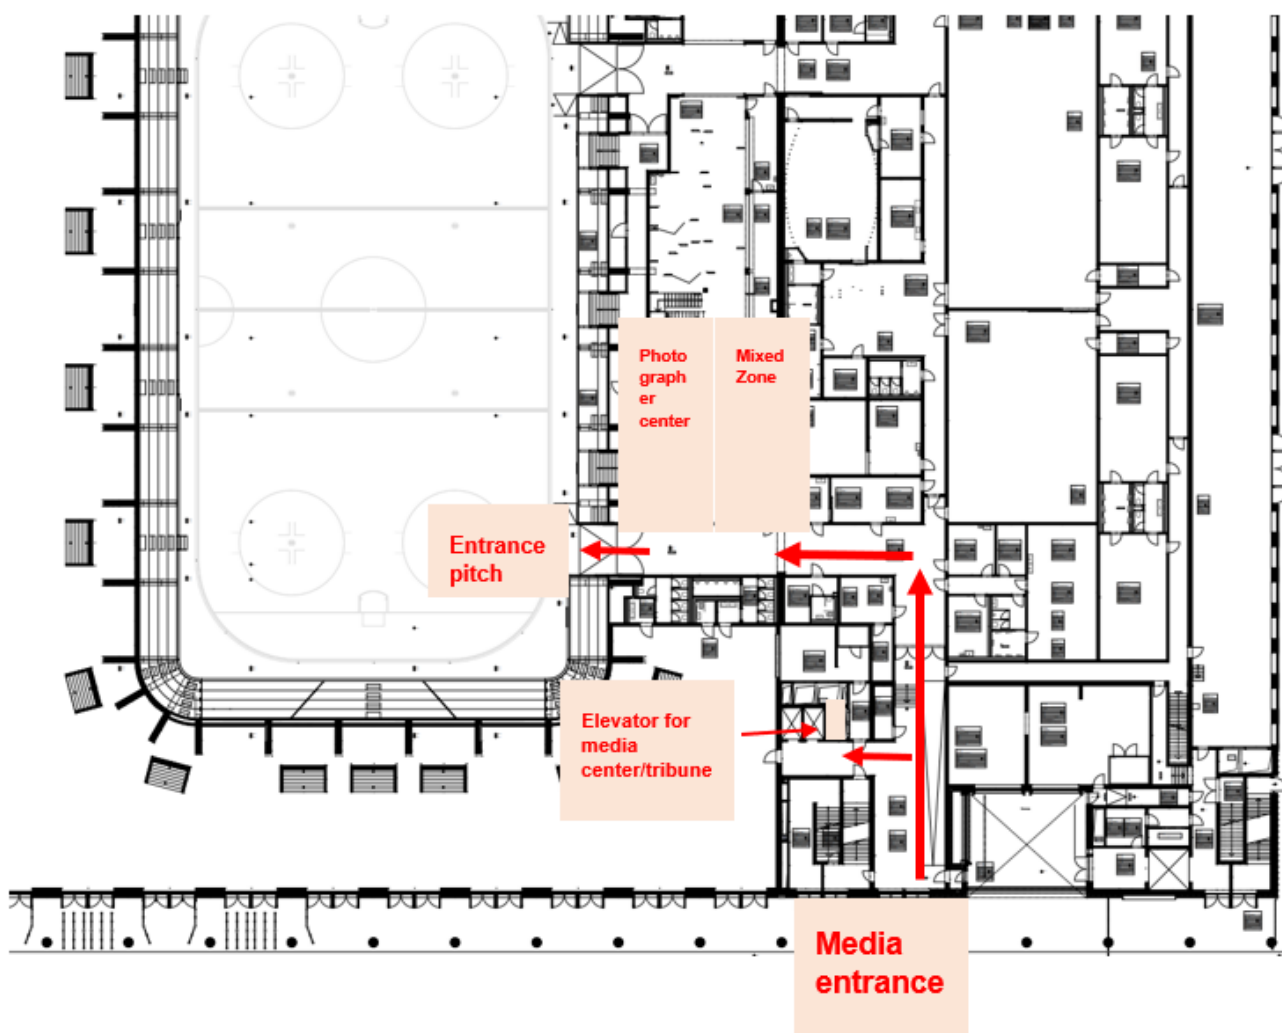 Photo
graph
er
center
Mixed
Zone
Entrance
pitch
Elevator for
media
center/tribune
Media
entrance